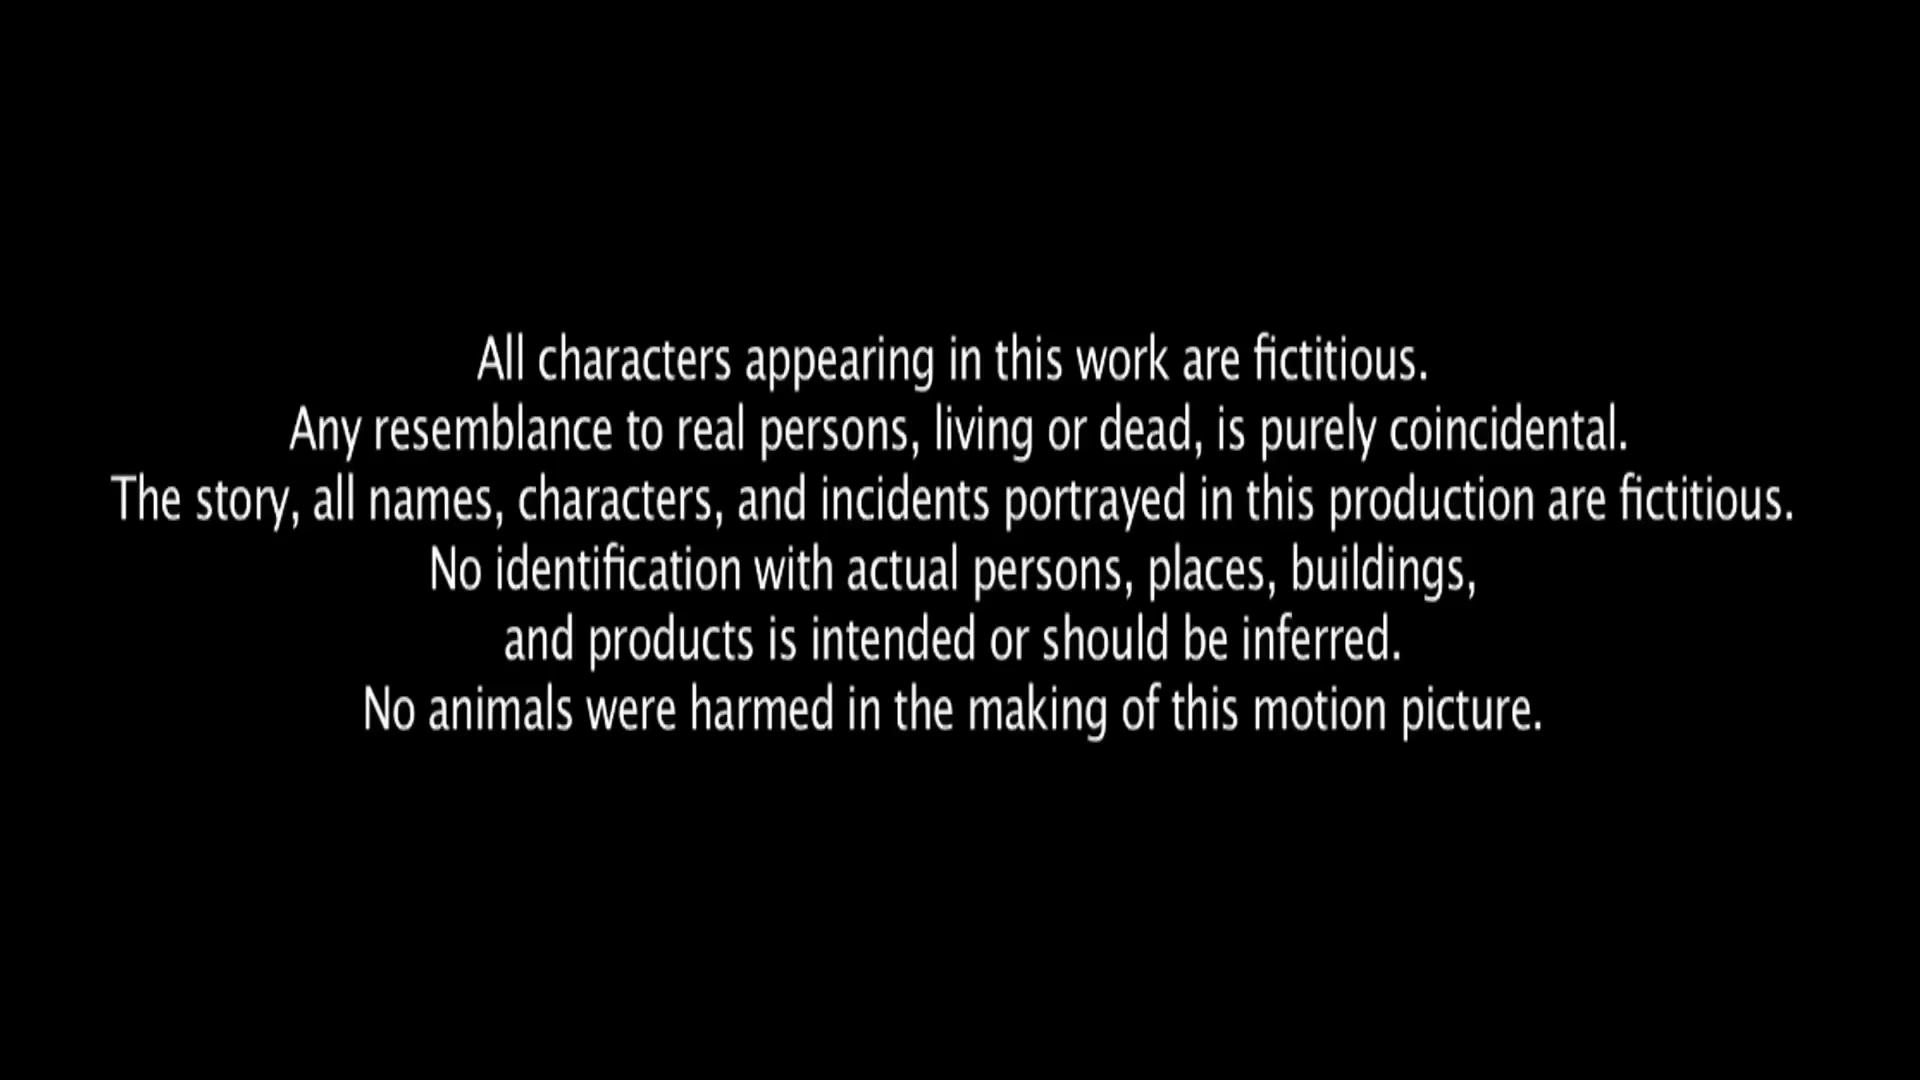 All characters appearing in this work are fictitious.
Any resemblance to real persons, living or dead, is purely coincidental.
The story, all names, characters, and incidents portrayed in this production are fictitious.
No identification with actual persons, places, buildings,
and products is intended or should be inferred.
No animals were harmed in the making of this motion picture.